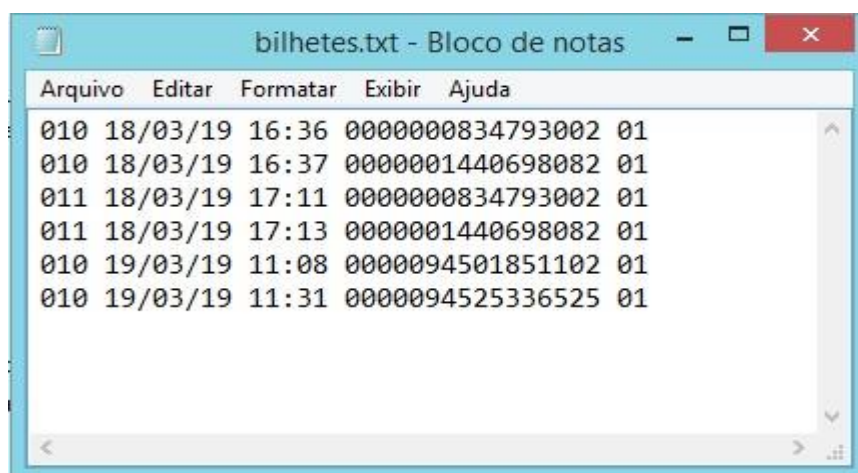 bilhetes.txt - Bloco de notas
Arquivo Editar Formatar Exibir Ajuda
010 18/03/19 16:36 0000000834793002 01
010 18/03/19 16:37 0000001440698082 01
011 18/03/19 17:11 0000000834793002 01
011 18/03/19 17:13 0000001440698082 01
010 19/03/19 11:08 0000094501851102 01
010 19/03/19 11:31 0000094525336525 01